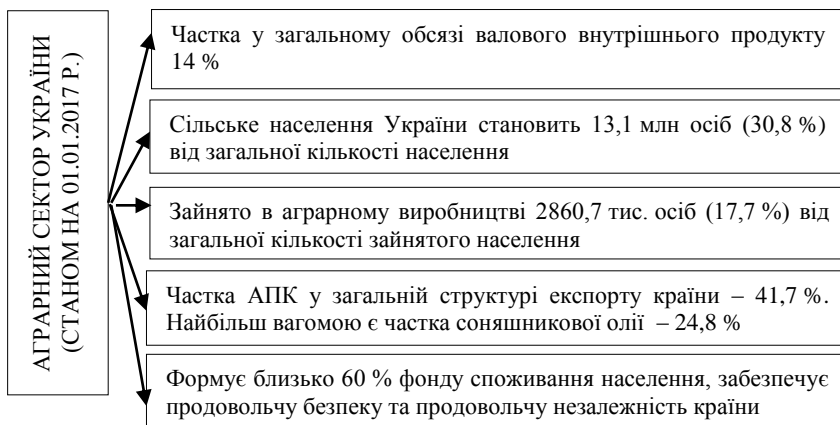 АГРАРНИЙ СЕКТОР УКРАЇНИ
(СТАНОМ НА 01.01.2017 Р.)
Частка у загальному обсязі валового внутрішнього продукту
14 %
Сільське населення України становить 13,1 млн осіб (30,8 %)
від загальної кількості населення
Зайнято в аграрному виробництві 2860,7 тис. осіб (17,7 %) від
загальної кількості зайнятого населення
Частка АПК у загальній структурі експорту країни – 41,7 %.
Найбільш вагомою є частка соняшникової олії – 24,8 %
Формує близько 60 % фонду споживання населення, забезпечує
продовольчу безпеку та продовольчу незалежність країни